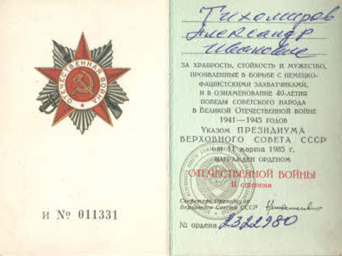 ОТЕЧЕСТВЕННАЯ ВОЙНА
И № 011331
Тихомиров
Александр
Иванович
ЗА ХРАБРОСТЬ, СТОЙКОСТЬ И МУЖЕСТВО,
ПРОЯВЛЕННЫЕ В БОРЬБЕ С НЕМЕЦКО-
ФАШИСТСКИМИ ЗАХВАТЧИКАМИ,
И В ОЗНАМЕНОВАНИЕ 40-ЛЕТИЯ
ПОБЕДЫ СОВЕТСКОГО НАРОДА
В ВЕЛИКОЙ ОТЕЧЕСТВЕННОЙ ВОЙНЕ
1941—1945 ГОДОВ
Указом ПРЕЗИДИУМА
ВЕРХОВНОГО СОВЕТА СССР
от 11 марта 1985 г.
НАГРАЖДЕН ОРДЕНОМ
ОТЕЧЕСТВЕННОЙ ВОЙНЫ
II степени
Секретарь Президиума
Верховного Совета СССР
№ ордена 2322980